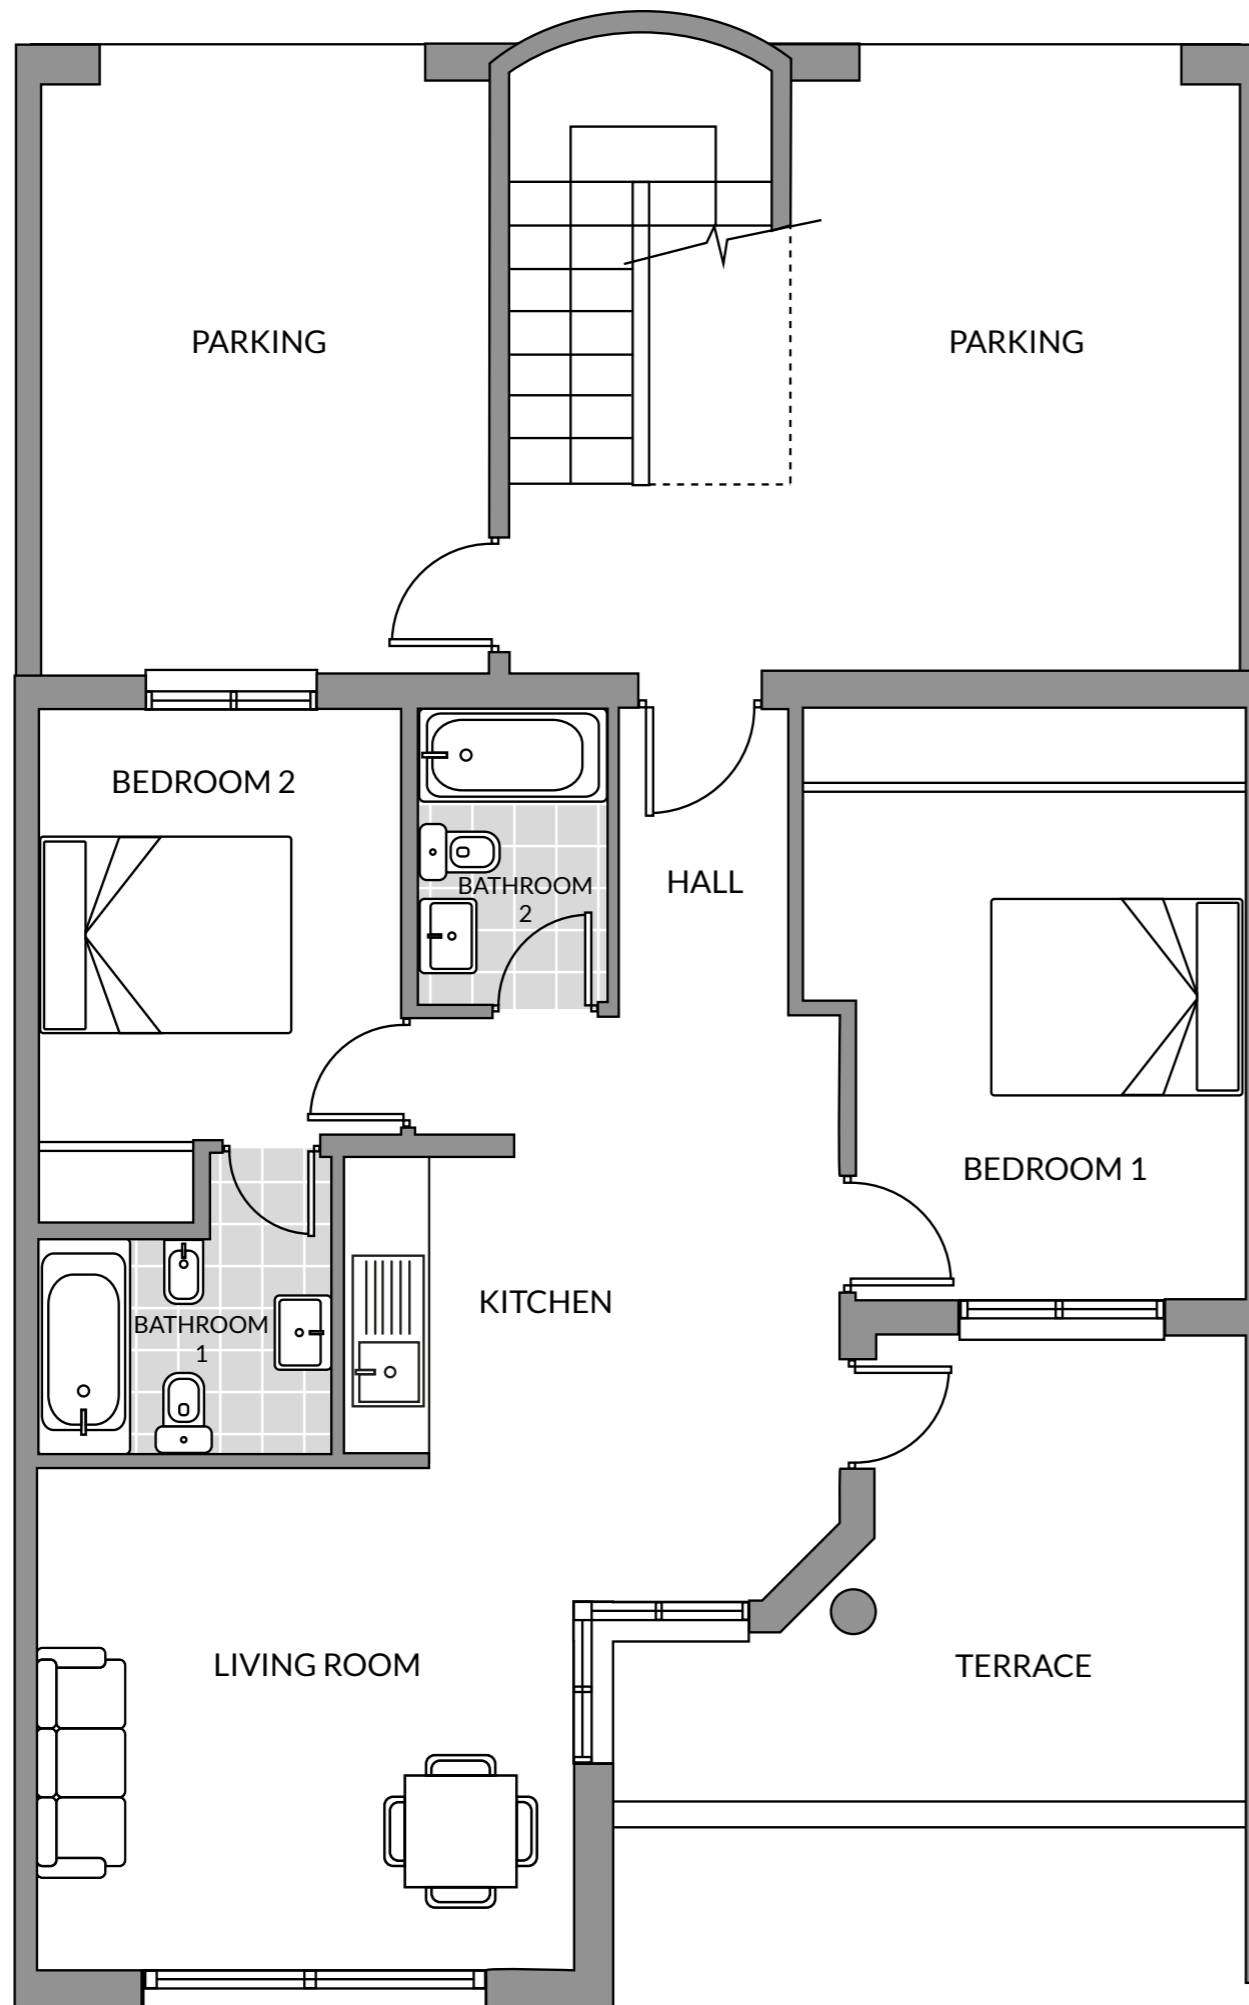 PARKING
PARKING
BEDROOM 2
BATHROOM
2
HALL
BEDROOM 1
KITCHEN
BATHROOM
1
LIVING ROOM
TERRACE